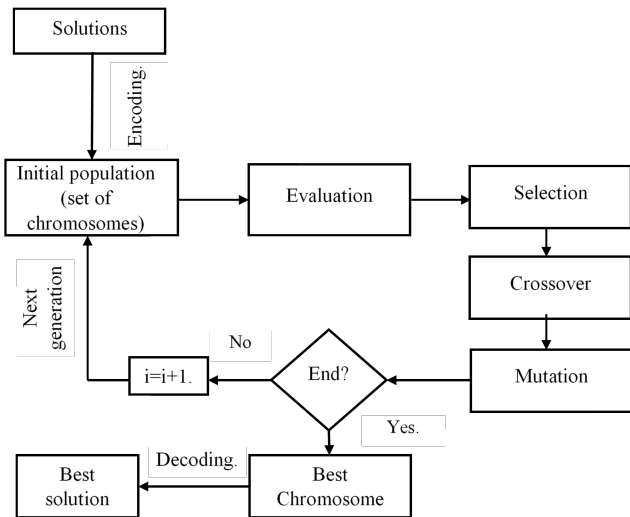 Solutions
Encoding.
Initial population
(set of
chromosomes)
Evaluation
Selection
Crossover
Mutation
End?
No
i=i+1.
Next
generation
Yes.
Best
Chromosome
Decoding.
Best
solution